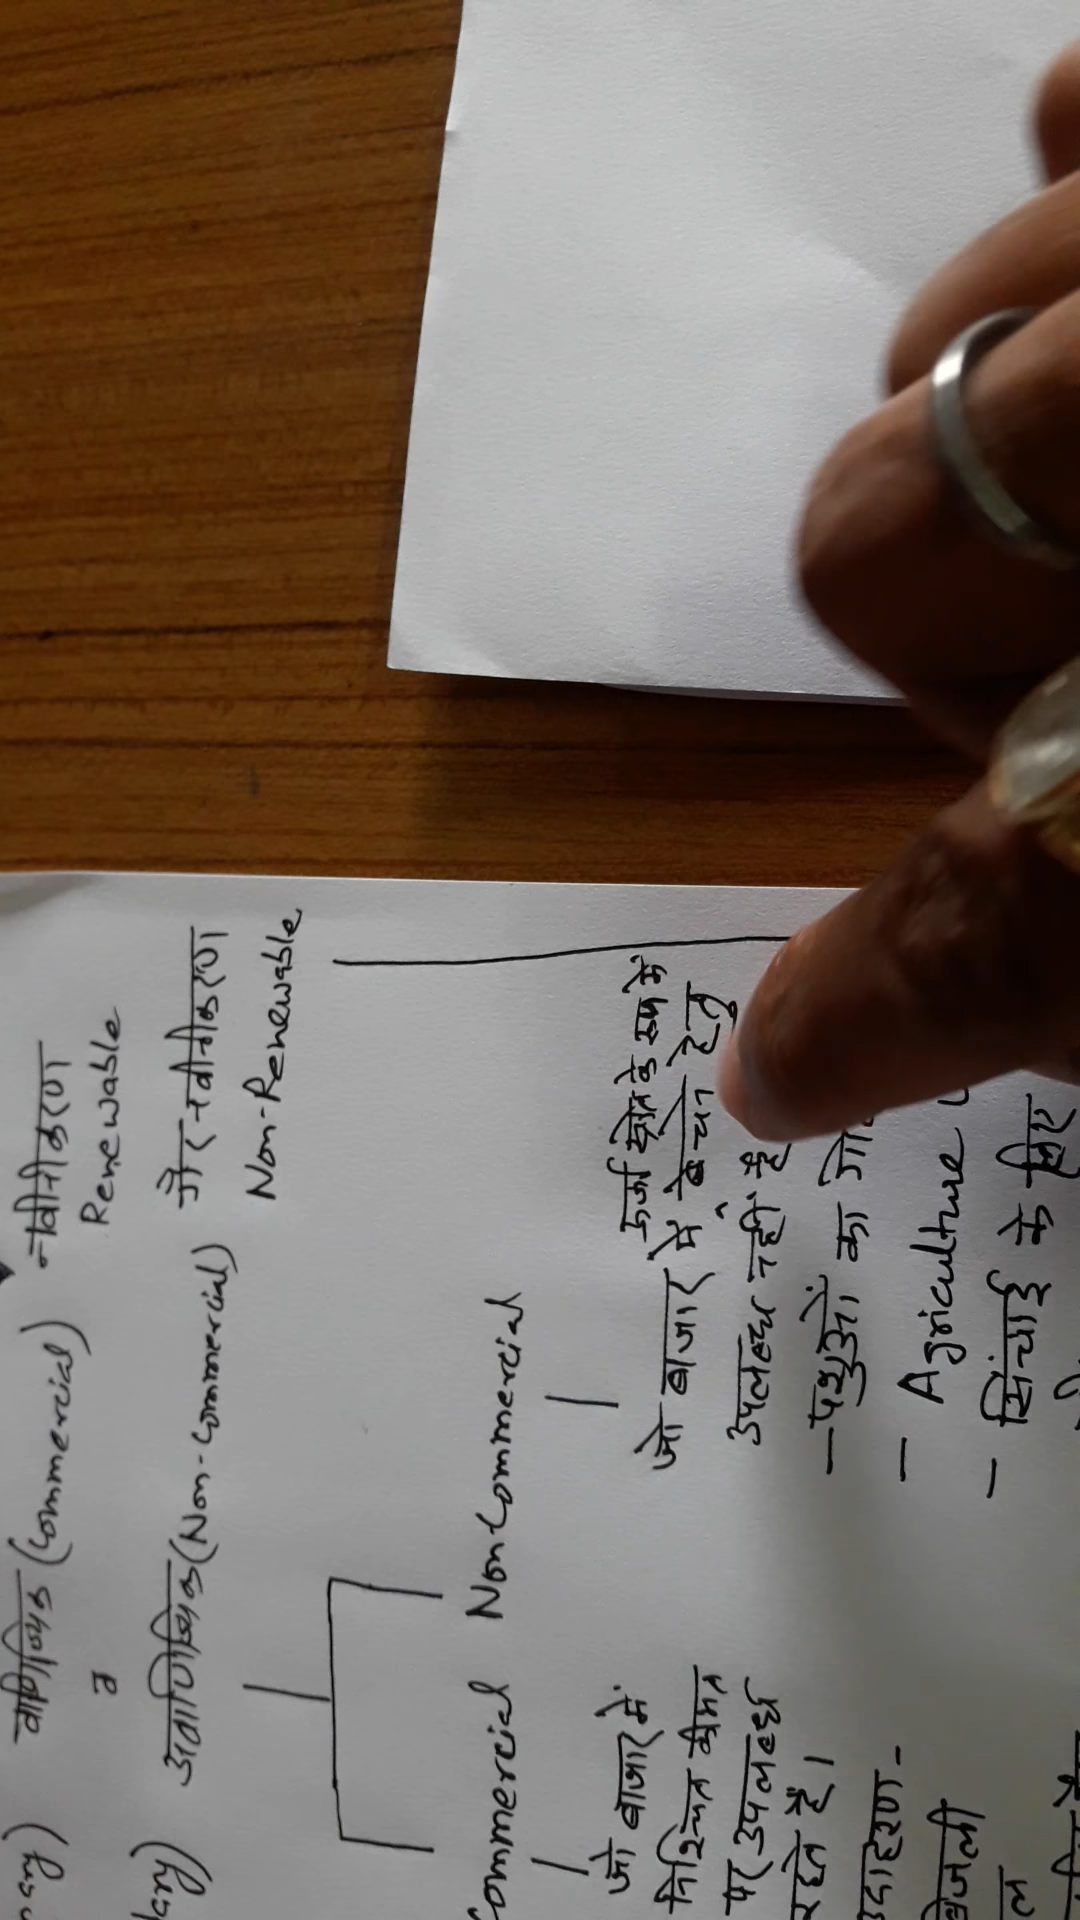 वाणिज्यिक (Commercial)
व
अवाणिज्यिक (Non-Commercial)
नवीनीकरण
Renewable
गैर नवीनीकरण
Non-Renewable
Commercial
जो बाजार में
निश्चित कीमत
पर उपलब्ध
रहते हैं।
उदाहरण-
बिजली
Non Commercial
ऊर्जा स्रोत के रूप में
जो बाजार में बेचा हेतु
उपलब्ध नहीं है
- पशुओं का
- Agriculture
- सिंचाई के लिए